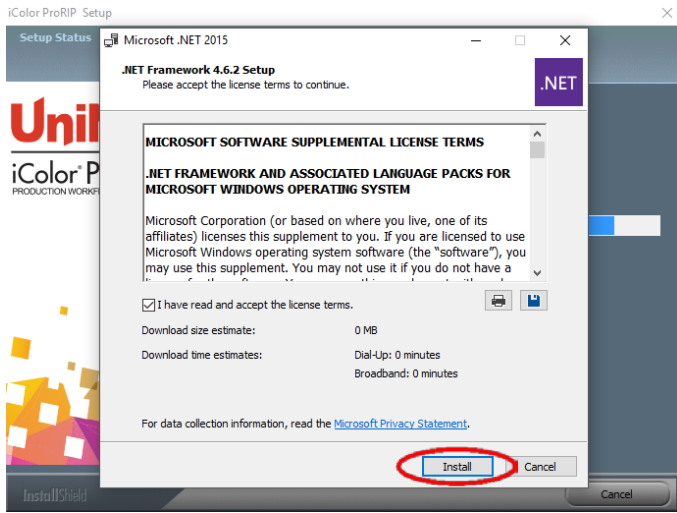 iColor ProRIP Setup
Setup Status
Microsoft .NET 2015
.NET Framework 4.6.2 Setup
Please accept the license terms to continue.
.NET
MICROSOFT SOFTWARE SUPPLEMENTAL LICENSE TERMS
.NET FRAMEWORK AND ASSOCIATED LANGUAGE PACKS FOR
MICROSOFT WINDOWS OPERATING SYSTEM
Microsoft Corporation (or based on where you live, one of its
affiliates) licenses this supplement to you. If you are licensed to use
Microsoft Windows operating system software (the “software”), you
may use this supplement. You may not use it if you do not have a
Uni
iColor P
PRODUCTION WORKF
I have read and accept the license terms.
Download size estimate: 0 MB
Download time estimates: Dial-Up: 0 minutes
Broadband: 0 minutes
For data collection information, read the Microsoft Privacy Statement.
Install Cancel
InstallShield Cancel